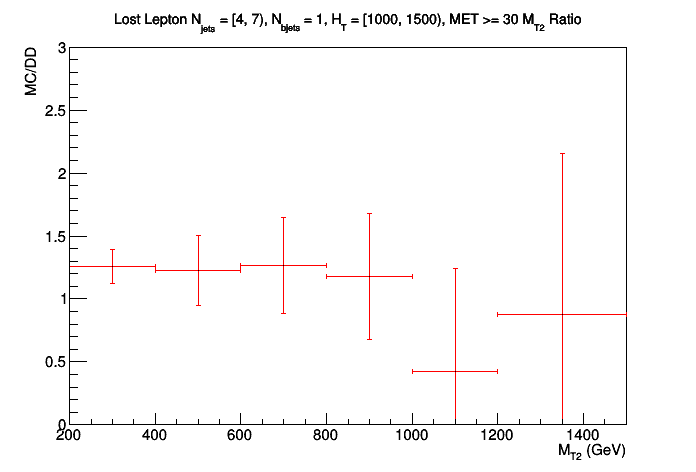 Lost Lepton N_jets = [4, 7), N_bjets = 1, H_T = [1000, 1500), MET >= 30 M_T2 Ratio
MC/DD
3
2.5
2
1.5
1
0.5
0
200 400 600 800 1000 1200 1400
M_T2 (GeV)